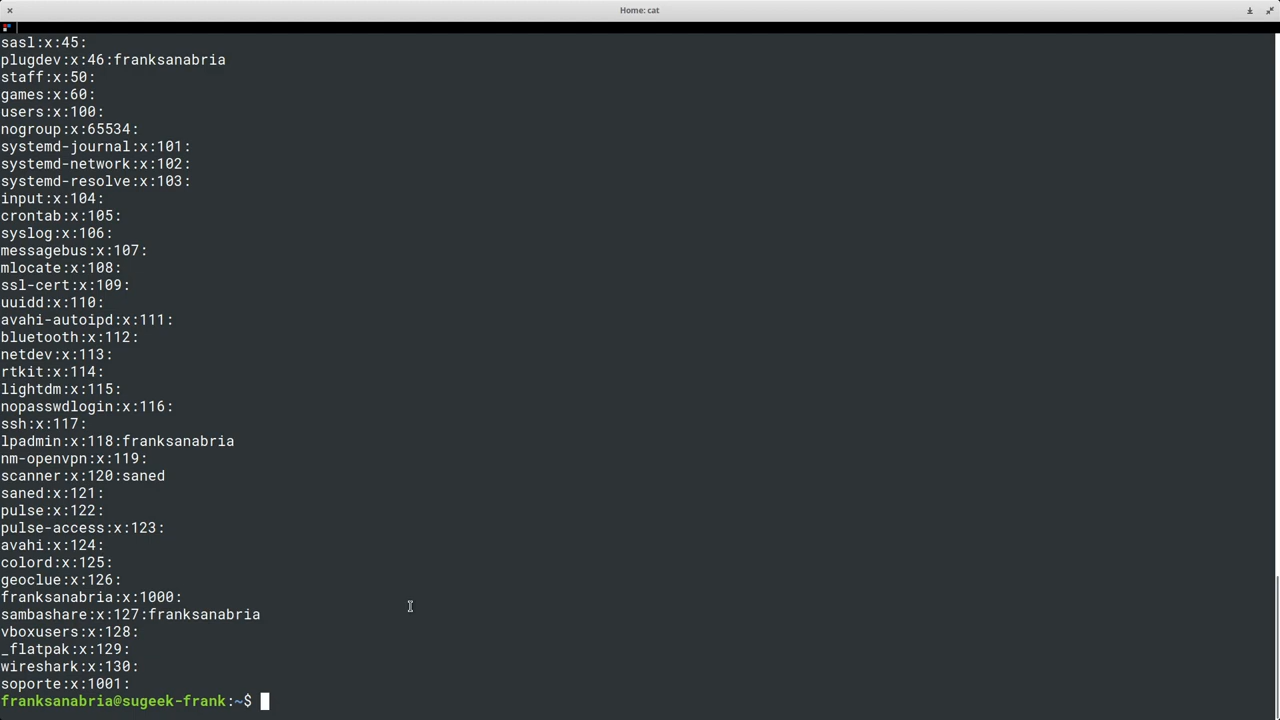 Home: cat
sasl:x:45:
plugdev:x:46:franksanabria
staff:x:50:
games:x:60:
users:x:100:
nogroup:x:65534:
systemd-journal:x:101:
systemd-network:x:102:
systemd-resolve:x:103:
input:x:104:
crontab:x:105:
syslog:x:106:
messagebus:x:107:
mlocate:x:108:
ssl-cert:x:109:
uuidd:x:110:
avahi-autoipd:x:111:
bluetooth:x:112:
netdev:x:113:
rtkit:x:114:
lightdm:x:115:
nopasswdlogin:x:116:
ssh:x:117:
lpadmin:x:118:franksanabria
nm-openvpn:x:119:
scanner:x:120:saned
saned:x:121:
pulse:x:122:
pulse-access:x:123:
avahi:x:124:
colord:x:125:
geoclue:x:126:
franksanabria:x:1000:
sambashare:x:127:franksanabria
vboxusers:x:128:
_flatpak:x:129:
wireshark:x:130:
soporte:x:1001:
franksanabria@sugeek-frank:~$